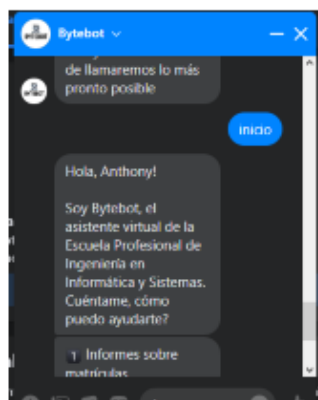 Bytebot
de llamaremos lo más
pronto posible
inicio
Hola, Anthony!
Soy Bytebot, el
asistente virtual de la
Escuela Profesional de
Ingeniería en
Informática y Sistemas.
Cuéntame, cómo
puedo ayudarte?
1 Informes sobre
matrículas